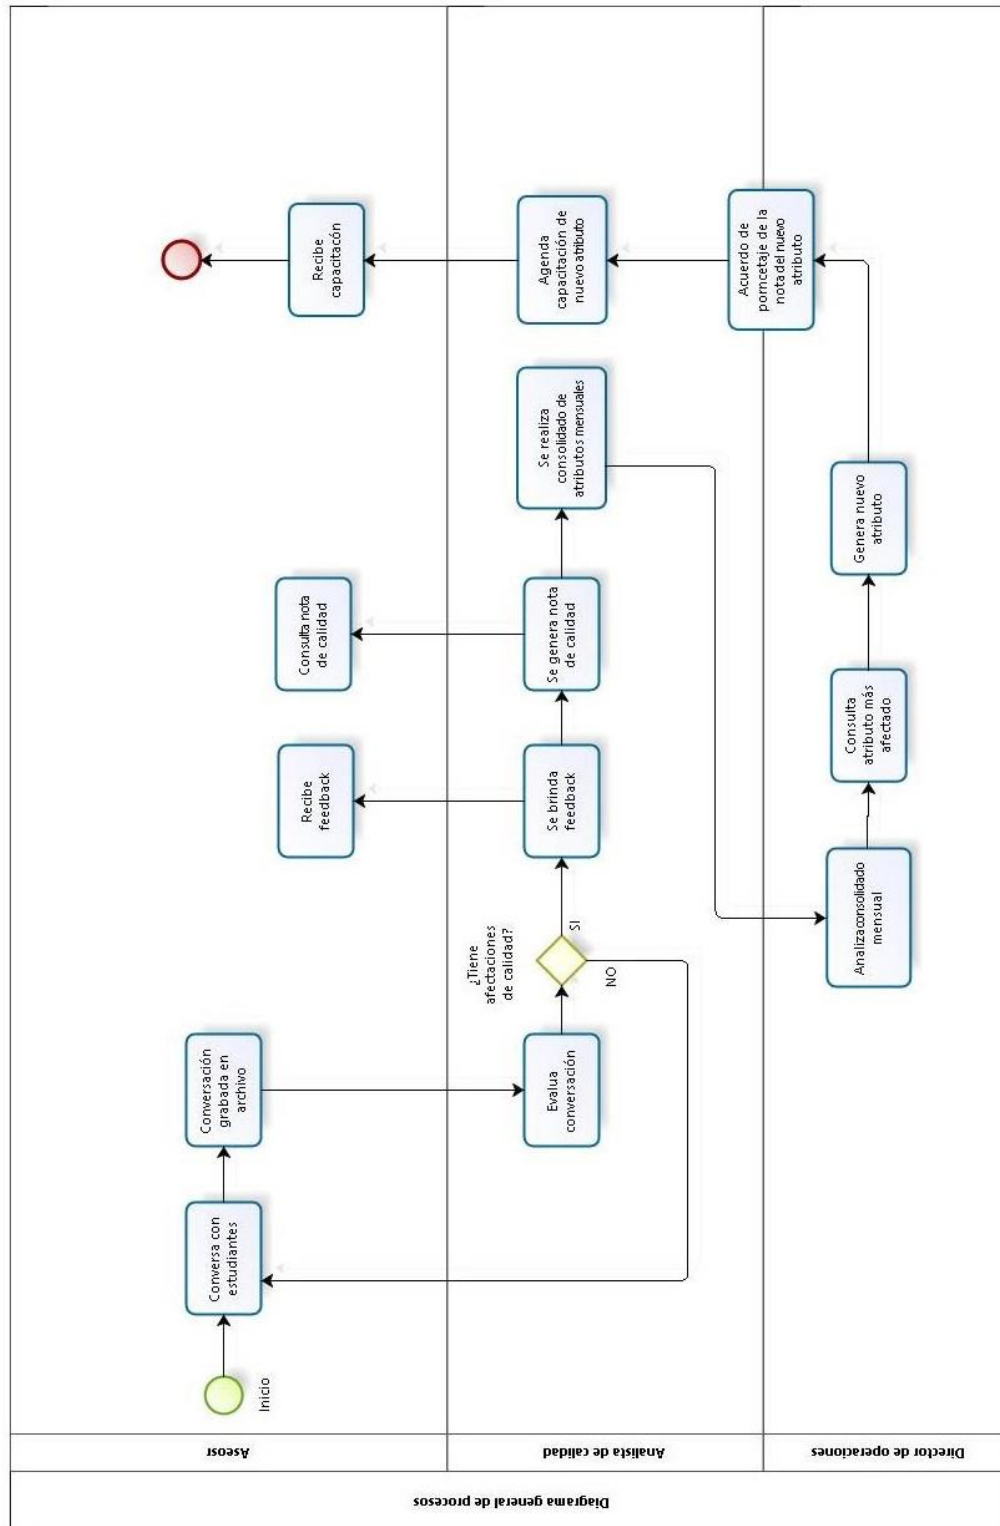 Diagrama general de procesos
Aseosr
Inicio
Conversa con
estudiantes
Conversación
grabada en
archivo
Recibe
feedback
Consulta nota
de calidad
Recibe
capacitacón
Analista de calidad
Evalua
conversación
¿Tiene
afectaciones
de calidad?
SI
NO
Se brinda
feedback
Se genera nota
de calidad
Se realiza
consolidado de
atributos mensuales
Agenda
capacitación de
nuevo atributo
Director de operaciones
Analiza consolidado
mensual
Consulta
atributo más
afectado
Genera nuevo
atributo
Acuerdo de
porncetaje de la
nota del nuevo
atributo